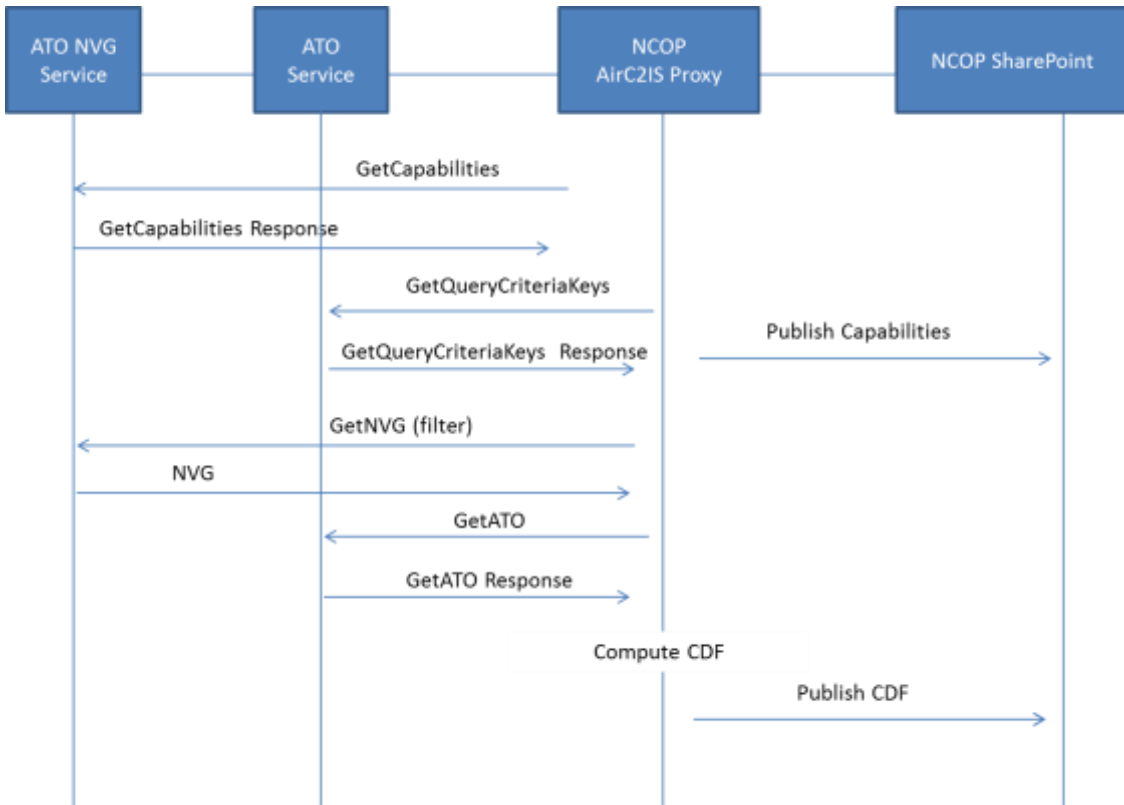 ATO NVG
Service
ATO
Service
NCOP
AirC2IS Proxy
NCOP SharePoint
GetCapabilities
GetCapabilities Response
GetQueryCriteriaKeys
Publish Capabilities
GetQueryCriteriaKeys Response
GetNVG (filter)
NVG
GetATO
GetATO Response
Compute CDF
Publish CDF